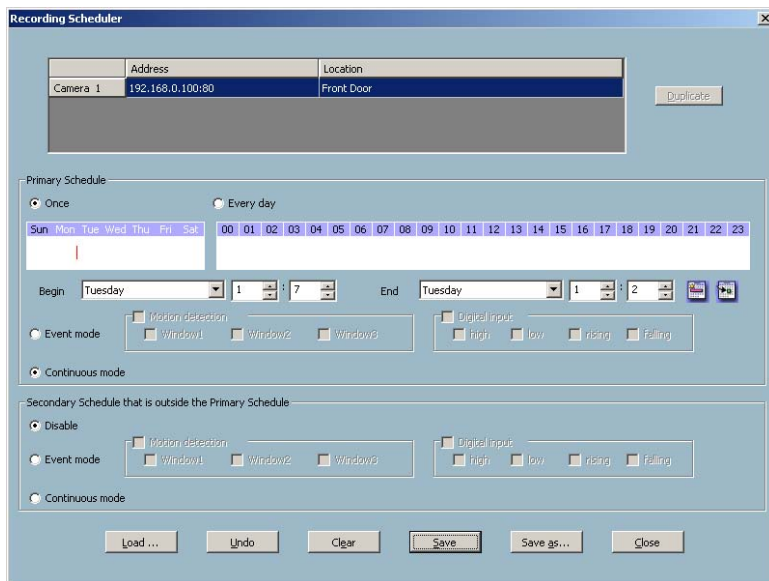 Recording Scheduler
Address Location
Camera 1 192.168.0.100:80 Front Door
Duplicate
Primary Schedule
Once Every day
Sun Mon Tue Wed Thu Fri Sat 00 01 02 03 04 05 06 07 08 09 10 11 12 13 14 15 16 17 18 19 20 21 22 23
Begin Tuesday 1 : 7 End Tuesday 1 : 2
Motion detection Digital input
Event mode Window1 Window2 Window3 high low rising falling
Continuous mode
Secondary Schedule that is outside the Primary Schedule
Disable
Motion detection Digital input
Event mode Window1 Window2 Window3 high low rising falling
Continuous mode
Load ... Undo Clear Save Save as... Close